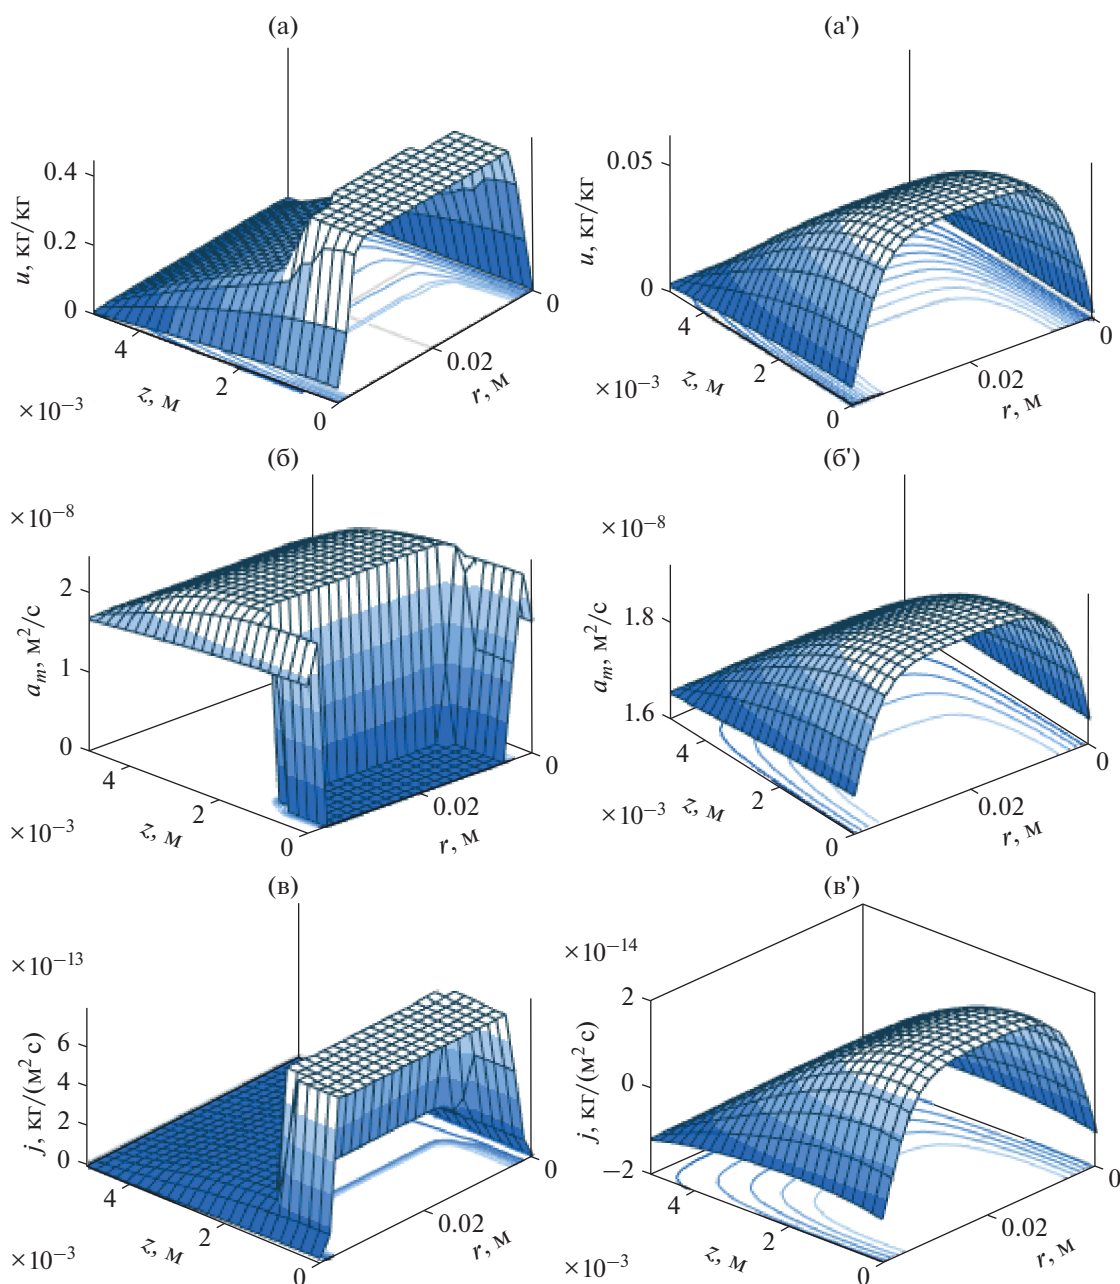 (а)
0.4
0.2
0
u, кг/кг
4
2
0
z, м
×10−3
0.02
0
r, м
(а')
0.05
0
u, кг/кг
4
2
0
z, м
×10−3
0.02
0
r, м
(б)
×10−8
2
1
0
am, м2/с
4
2
0
z, м
×10−3
0.02
0
r, м
(б')
×10−8
1.8
1.6
am, м2/с
4
2
0
z, м
×10−3
0.02
0
r, м
(в)
×10−13
6
4
2
0
j, кг/(м2 с)
4
2
0
z, м
×10−3
0.02
0
r, м
(в')
×10−14
2
0
−2
j, кг/(м2 с)
4
2
0
z, м
×10−3
0.02
0
r, м